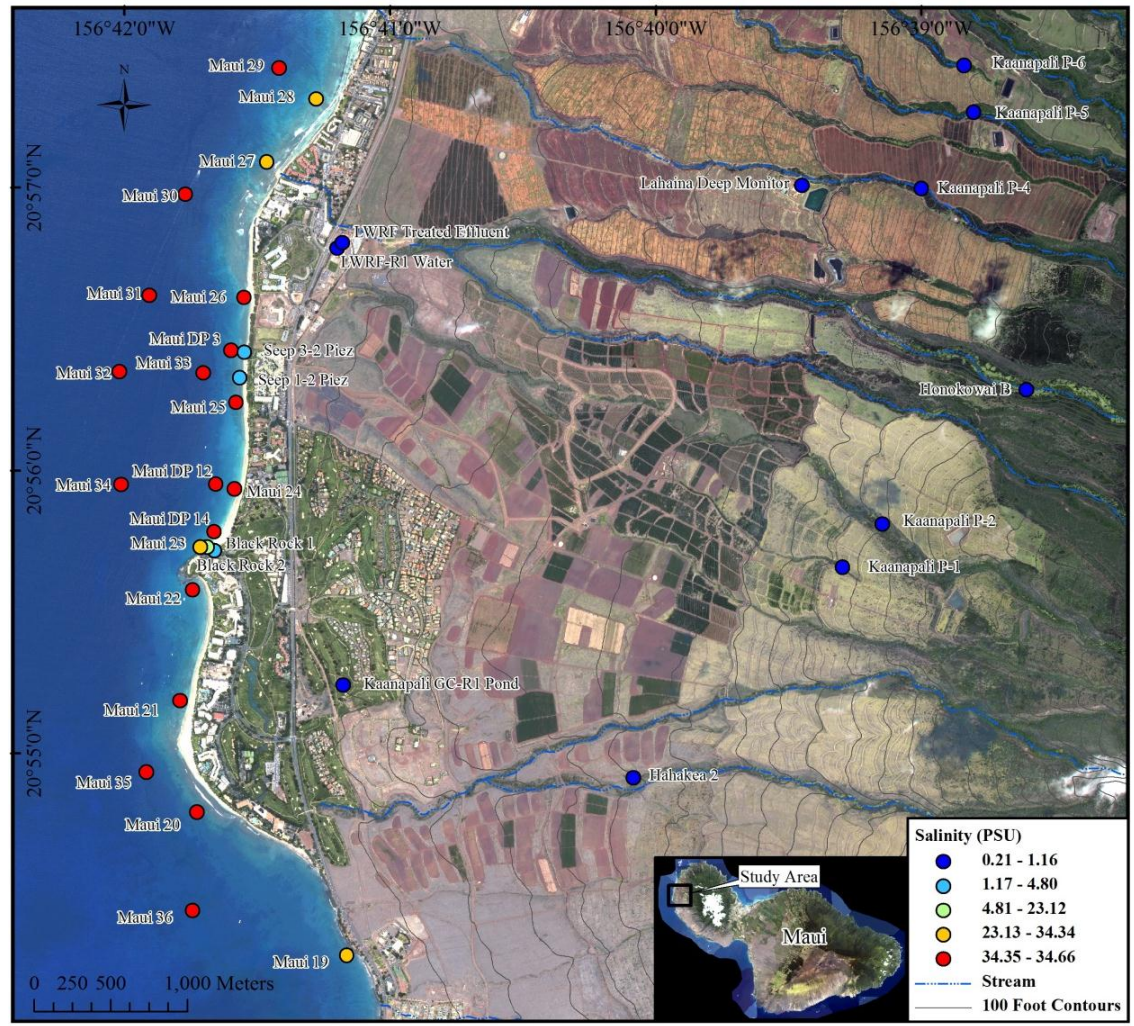 156°42'0"W
156°41'0"W
156°40'0"W
156°39'0"W
N
20°57'0"N
20°56'0"N
20°55'0"N
Maui 29
Maui 28
Maui 27
Maui 30
Kaanapali P-6
Kaanapali P-5
Lahaina Deep Monitor
Kaanapali P-4
LWRF Treated Effluent
LWRF-R1 Water
Maui 31
Maui 26
Maui DP 3
Seep 3-2 Piez
Maui 32
Maui 33
Seep 1-2 Piez
Maui 25
Honokowai B
Maui 34
Maui DP 12
Maui 24
Maui DP 14
Maui 23
Black Rock 1
Black Rock 2
Maui 22
Kaanapali P-2
Kaanapali P-1
Kaanapali GC-R1 Pond
Maui 21
Maui 35
Hahakea 2
Maui 20
Maui 36
Maui 19
0 250 500 1,000 Meters
Study Area
Maui
Salinity (PSU)
0.21 - 1.16
1.17 - 4.80
4.81 - 23.12
23.13 - 34.34
34.35 - 34.66
Stream
100 Foot Contours